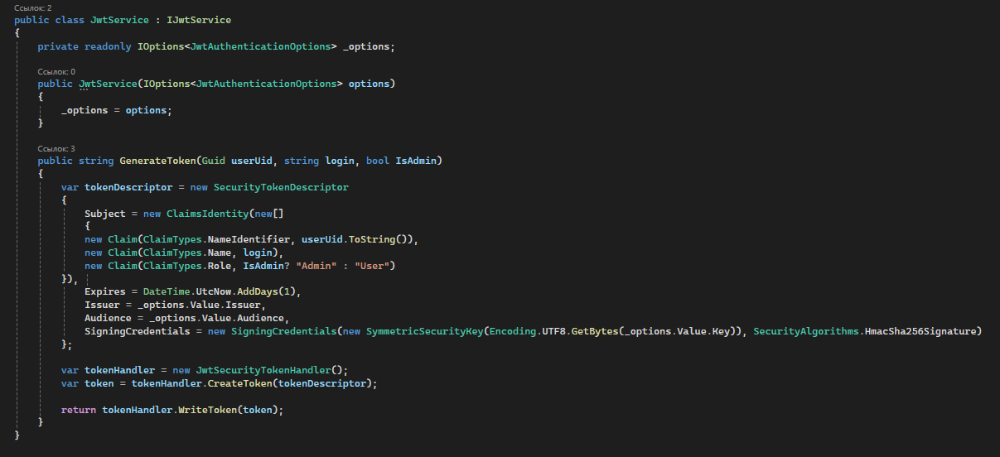 Ссылок: 2
public class JwtService : IJwtService
{
private readonly IOptions<JwtAuthenticationOptions> _options;
Ссылок: 0
public JwtService(IOptions<JwtAuthenticationOptions> options)
{
_options = options;
}
Ссылок: 3
public string GenerateToken(Guid userUid, string login, bool IsAdmin)
{
var tokenDescriptor = new SecurityTokenDescriptor
{
Subject = new ClaimsIdentity(new[]
{
new Claim(ClaimTypes.NameIdentifier, userUid.ToString()),
new Claim(ClaimTypes.Name, login),
new Claim(ClaimTypes.Role, IsAdmin? "Admin" : "User")
}),
Expires = DateTime.UtcNow.AddDays(1),
Issuer = _options.Value.Issuer,
Audience = _options.Value.Audience,
SigningCredentials = new SigningCredentials(new SymmetricSecurityKey(Encoding.UTF8.GetBytes(_options.Value.Key)), SecurityAlgorithms.HmacSha256Signature)
};
var tokenHandler = new JwtSecurityTokenHandler();
var token = tokenHandler.CreateToken(tokenDescriptor);
return tokenHandler.WriteToken(token);
}
}